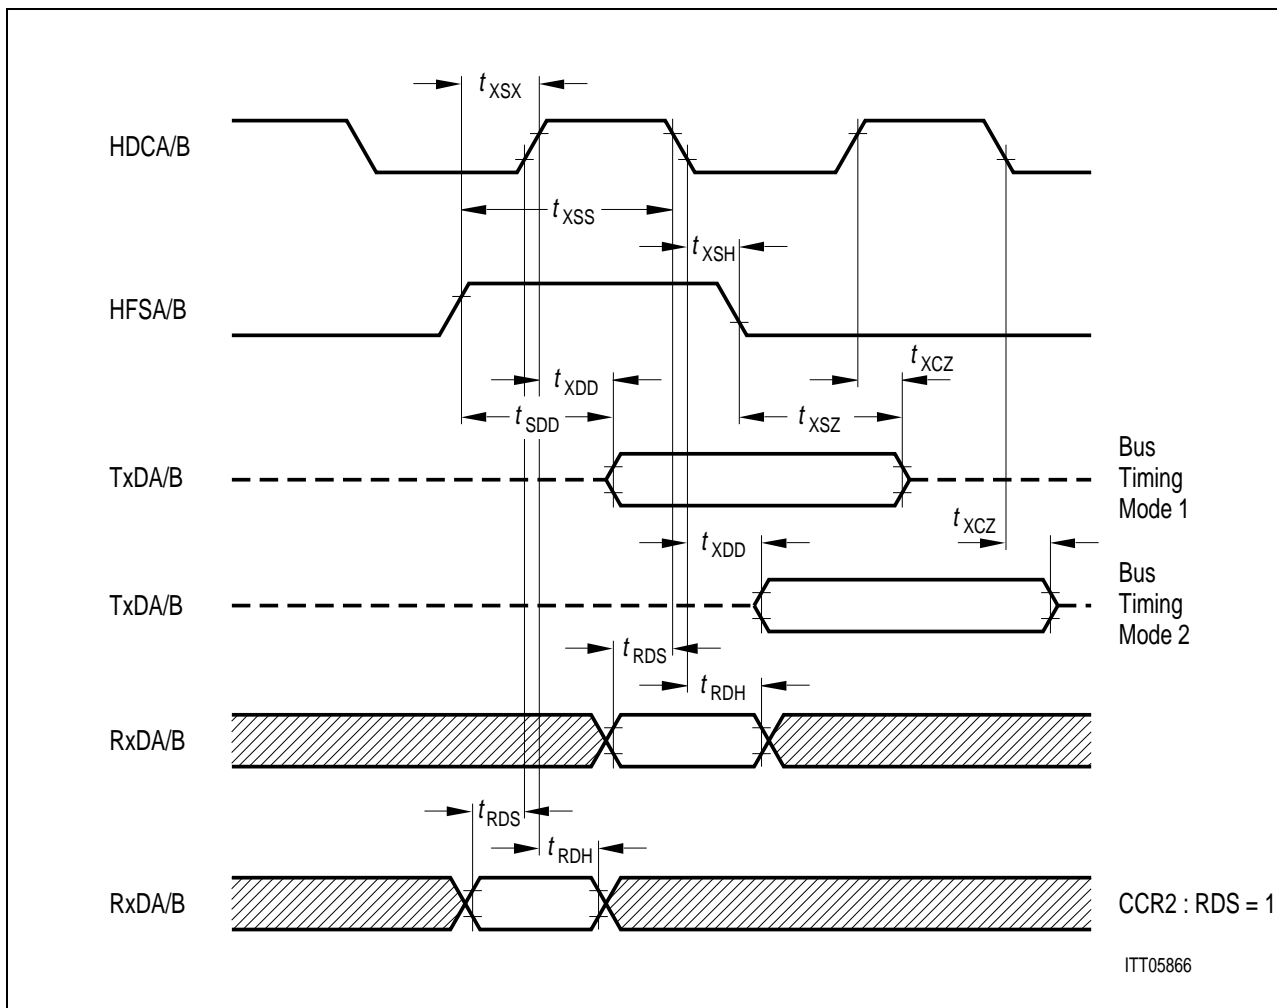 t XSX
HDCA/B
t XSS
t XSH
HFSA/B
t XCZ
t XDD
t SDD
t XSZ
TxDA/B
Bus
Timing
Mode 1
t XCZ
t XDD
TxDA/B
Bus
Timing
Mode 2
t RDS
t RDH
RxDA/B
t RDS
t RDH
RxDA/B
CCR2 : RDS = 1
ITT05866